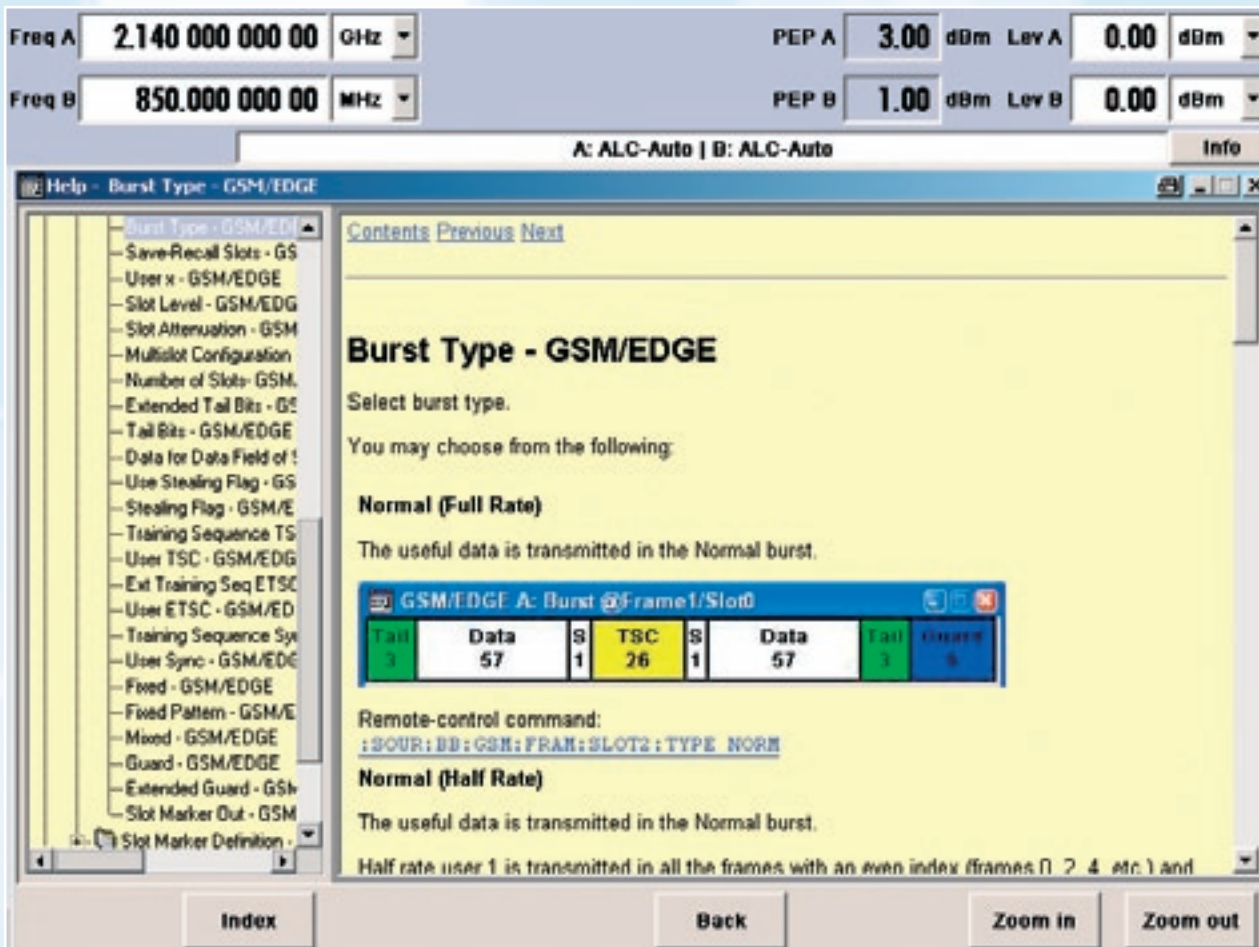 Freq A 2.140 000 000 00 GHz PEP A 3.00 dBm Lev A 0.00 dBm
Freq B 850.000 000 00 MHz PEP B 1.00 dBm Lev B 0.00 dBm
A: ALC-Auto | B: ALC-Auto Info
Help - Burst Type - GSM/EDGE
Burst Type - GSM/EDG
Save-Recall Slots - GS
User x - GSM/EDGE
Slot Level - GSM/EDG
Slot Attenuation - GSM
Multislot Configuration
Number of Slots- GSM.
Extended Tail Bits - GS
Tail Bits - GSM/EDGE
Data for Data Field of S
Use Stealing Flag - GS
Stealing Flag - GSM/E
Training Sequence TS
User TSC - GSM/EDG
Ext Training Seq ETSC
User ETSC - GSM/ED
Training Sequence Syn
User Sync - GSM/EDG
Fixed - GSM/EDGE
Fixed Pattern - GSM/E
Mixed - GSM/EDGE
Guard - GSM/EDGE
Extended Guard - GSM
Slot Marker Out - GSM
Slot Marker Definition -
Contents Previous Next
Burst Type - GSM/EDGE
Select burst type.
You may choose from the following:
Normal (Full Rate)
The useful data is transmitted in the Normal burst.
GSM/EDGE A: Burst @Frame1/Slot0
Tail Data S TSC S Data Tail Guard
3 57 1 26 1 57 3
Remote-control command:
:SOUR:BB:GSM:FRAM:SLOT2:TYPE NORM
Normal (Half Rate)
The useful data is transmitted in the Normal burst.
Half rate user 1 is transmitted in all the frames with an even index (frames 0, 2, 4, etc.) and
Index Back Zoom in Zoom out